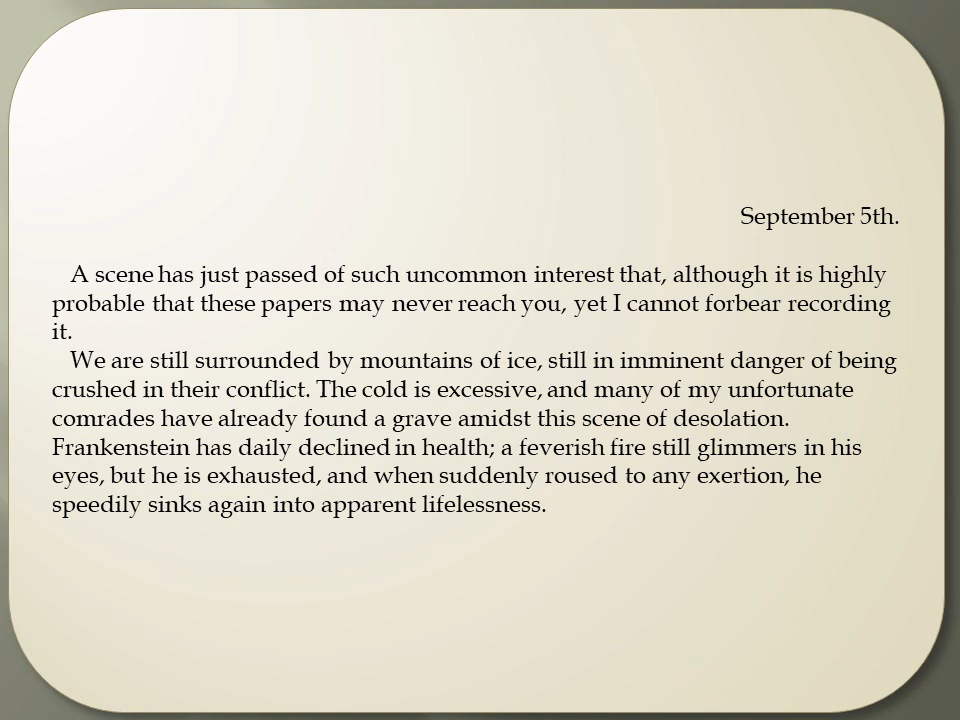 September 5th.
A scene has just passed of such uncommon interest that, although it is highly
probable that these papers may never reach you, yet I cannot forbear recording
it.
We are still surrounded by mountains of ice, still in imminent danger of being
crushed in their conflict. The cold is excessive, and many of my unfortunate
comrades have already found a grave amidst this scene of desolation.
Frankenstein has daily declined in health; a feverish fire still glimmers in his
eyes, but he is exhausted, and when suddenly roused to any exertion, he
speedily sinks again into apparent lifelessness.